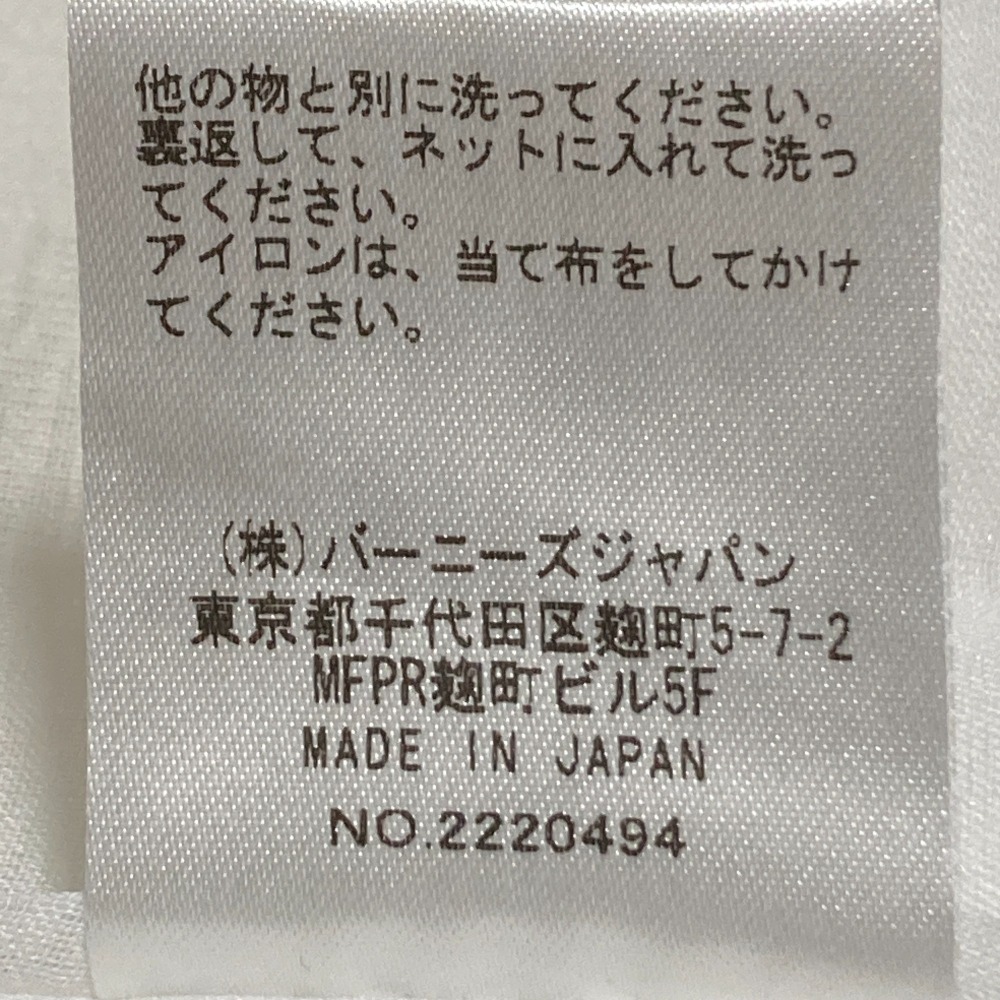 他の物と別に洗ってください。
裏返して、ネットに入れて洗っ
てください。
アイロンは、当て布をしてかけ
てください。
(株)バーニーズジャパン
東京都千代田区麹町5-7-2
MFPR麹町ビル5F
MADE IN JAPAN
NO.2220494